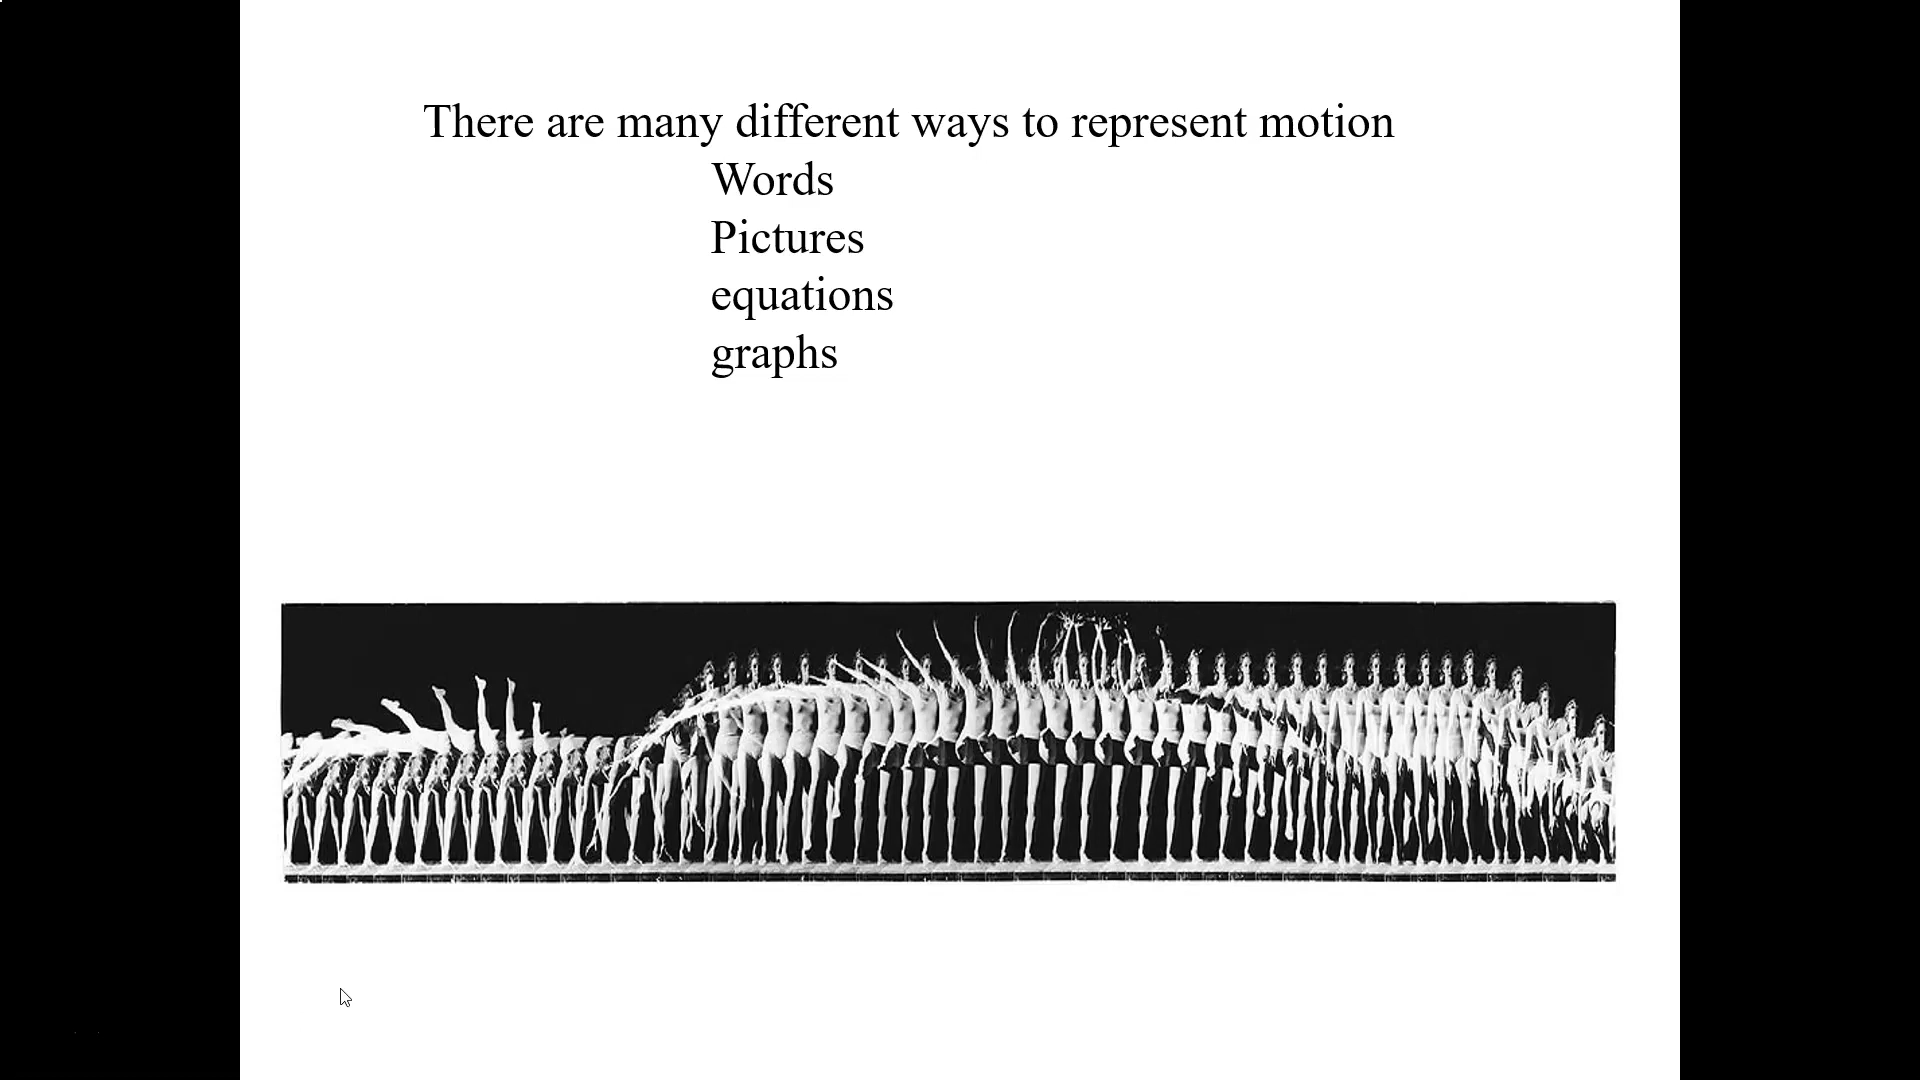 There are many different ways to represent motion
Words
Pictures
equations
graphs